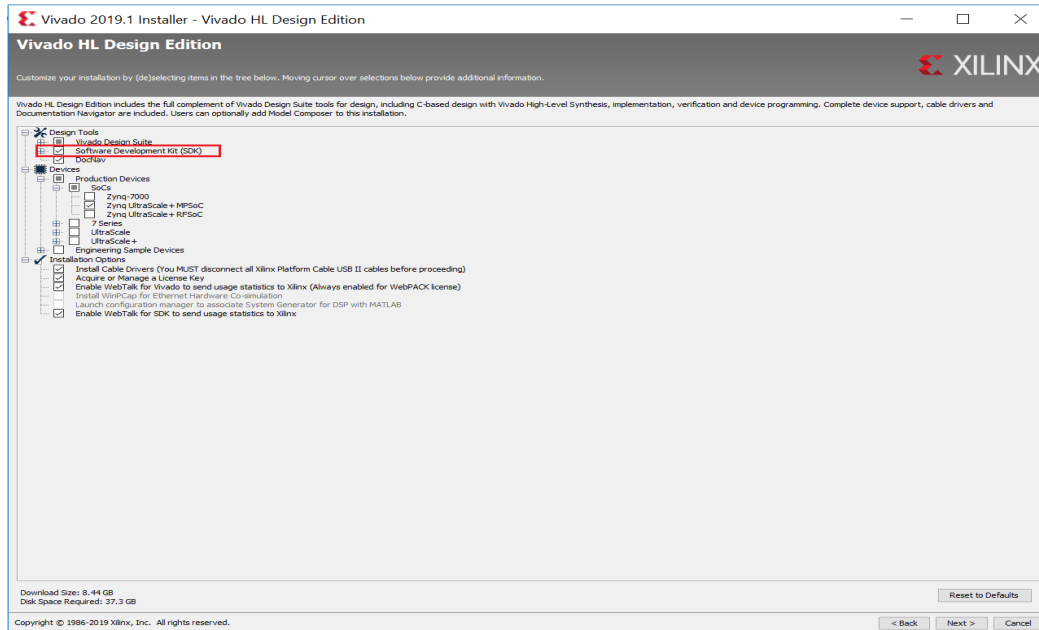 Vivado 2019.1 Installer - Vivado HL Design Edition
Vivado HL Design Edition
XILINX
Customize your installation by (de)selecting items in the tree below. Moving cursor over selections below provide additional information.
Vivado HL Design Edition includes the full complement of Vivado Design Suite tools for design, including C-based design with Vivado High-Level Synthesis, implementation, verification and device programming. Complete device support, cable drivers and
Documentation Navigator are included. Users can optionally add Model Composer to this installation.
Design Tools
Vivado Design Suite
Software Development Kit (SDK)
DocNav
Devices
Production Devices
SoCs
Zynq-7000
Zynq UltraScale+ MPSoC
Zynq UltraScale+ RFSoC
7 Series
UltraScale
UltraScale+
Engineering Sample Devices
Installation Options
Install Cable Drivers (You MUST disconnect all Xilinx Platform Cable USB II cables before proceeding)
Acquire or Manage a License Key
Enable WebTalk for Vivado to send usage statistics to Xilinx (Always enabled for WebPACK license)
Install WinPCap for Ethernet Hardware Co-simulation
Launch configuration manager to associate System Generator for DSP with MATLAB
Enable WebTalk for SDK to send usage statistics to Xilinx
Download Size: 8.44 GB
Disk Space Required: 37.3 GB
Reset to Defaults
Copyright © 1986-2019 Xilinx, Inc. All rights reserved.
< Back Next > Cancel